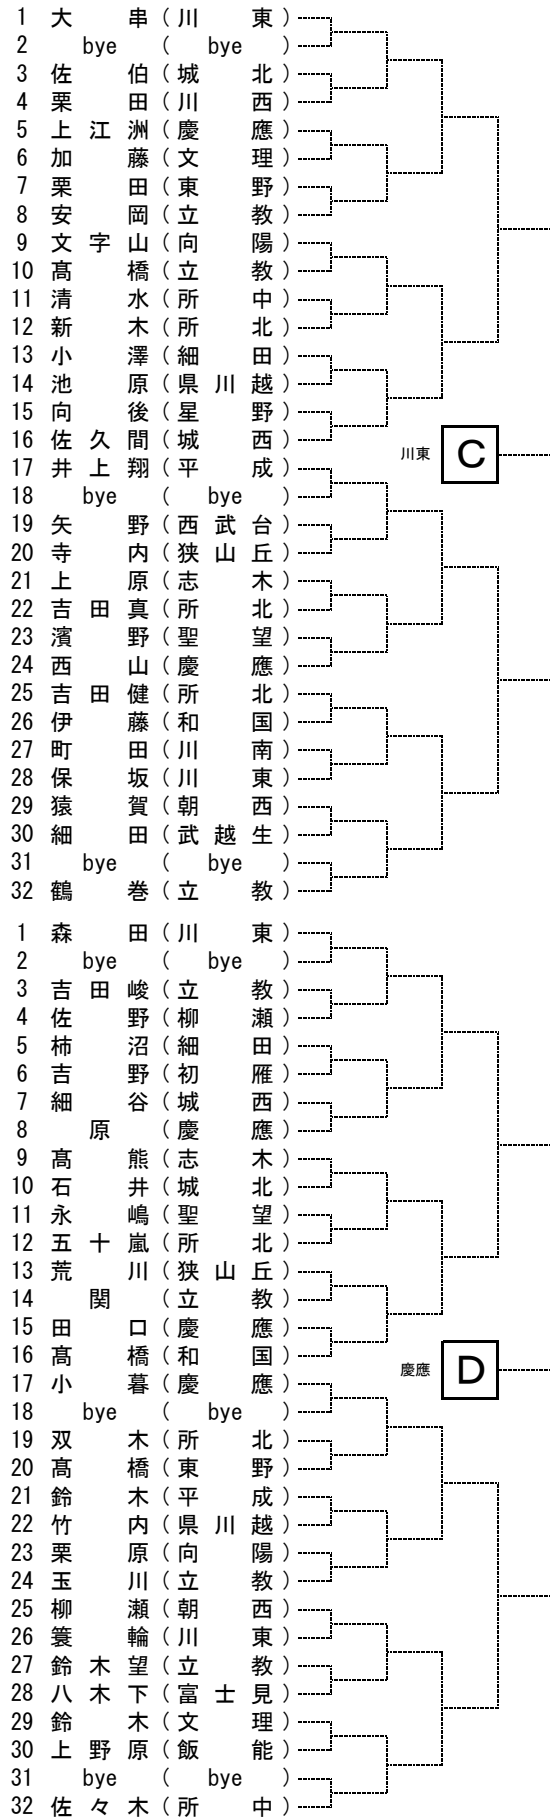 1 大串(川東)
2 bye(bye)
3 佐伯(城北)
4 栗田(川西)
5 上江洲(慶應)
6 加藤(文理)
7 栗田(東野)
8 安岡(立教)
9 文字山(向陽)
10 髙橋(立教)
11 清水(所中)
12 新木(所北)
13 小澤(細田)
14 池原(県川越)
15 向後(星野)
16 佐久間(城西)
川東 C
17 井上翔(平成)
18 bye(bye)
19 矢野(西武台)
20 寺内(狭山丘)
21 上原(志木)
22 吉田真(所北)
23 濱野(聖望)
24 西山(慶應)
25 吉田健(所北)
26 伊藤(和国)
27 町田(川南)
28 保坂(川東)
29 猿賀(朝西)
30 細田(武越生)
31 bye(bye)
32 鶴巻(立教)
1 森田(川東)
2 bye(bye)
3 吉田峻(立教)
4 佐野(柳瀬)
5 柿沼(細田)
6 吉野(初雁)
7 細谷(城西)
8 原(慶應)
9 髙熊(志木)
10 石井(城北)
11 永嶋(聖望)
12 五十嵐(所北)
13 荒川(狭山丘)
14 関(立教)
15 田口(慶應)
16 髙橋(和国)
慶應 D
17 小暮(慶應)
18 bye(bye)
19 双木(所北)
20 髙橋(東野)
21 鈴木(平成)
22 竹内(県川越)
23 栗原(向陽)
24 玉川(立教)
25 柳瀬(朝西)
26 簑輪(川東)
27 鈴木望(立教)
28 八木下(富士見)
29 鈴木(文理)
30 上野原(飯能)
31 bye(bye)
32 佐々木(所中)